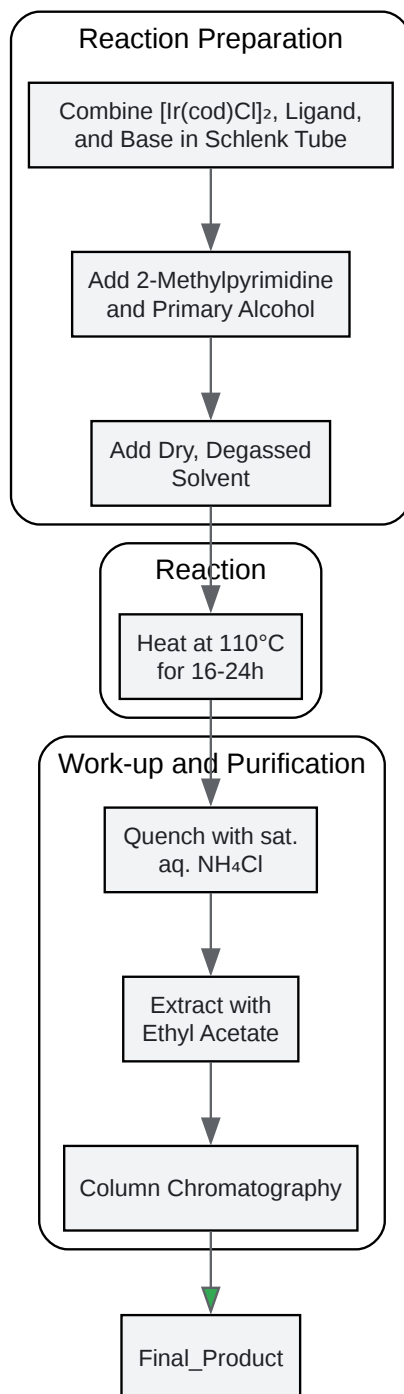 Reaction Preparation
Combine [Ir(cod)Cl]₂, Ligand,
and Base in Schlenk Tube
Add 2-Methylpyrimidine
and Primary Alcohol
Add Dry, Degassed
Solvent
Reaction
Heat at 110°C
for 16-24h
Work-up and Purification
Quench with sat.
aq. NH₄Cl
Extract with
Ethyl Acetate
Column Chromatography
Final_Product